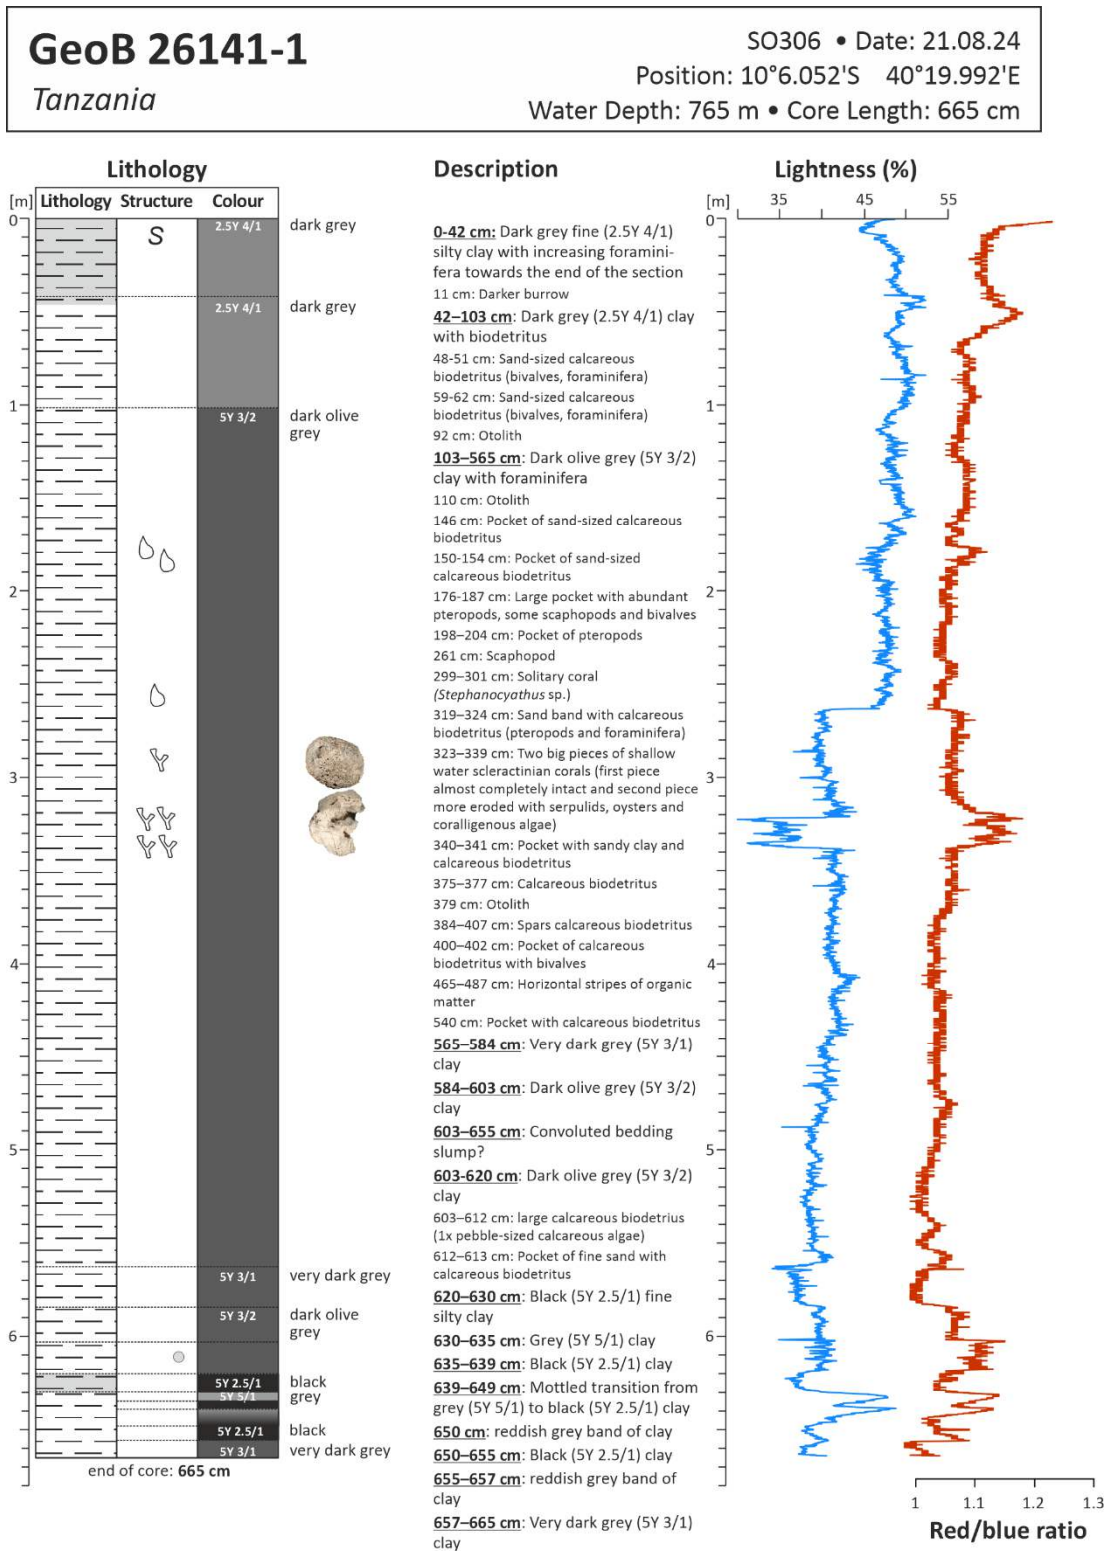 GeoB 26141-1
Tanzania
SO306 • Date: 21.08.24
Position: 10°6.052'S 40°19.992'E
Water Depth: 765 m • Core Length: 665 cm
Lithology
[m] Lithology Structure Colour
0
1
2
3
4
5
6
S
2.5Y 4/1 dark grey
2.5Y 4/1 dark grey
5Y 3/2 dark olive
grey
5Y 3/1 very dark grey
5Y 3/2 dark olive
grey
5Y 2.5/1 black
5Y 5/1 grey
5Y 2.5/1 black
5Y 3/1 very dark grey
end of core: 665 cm
Description
0-42 cm: Dark grey fine (2.5Y 4/1)
silty clay with increasing foramini-
fera towards the end of the section
11 cm: Darker burrow
42–103 cm: Dark grey (2.5Y 4/1) clay
with biodetritus
48-51 cm: Sand-sized calcareous
biodetritus (bivalves, foraminifera)
59-62 cm: Sand-sized calcareous
biodetritus (bivalves, foraminifera)
92 cm: Otolith
103–565 cm: Dark olive grey (5Y 3/2)
clay with foraminifera
110 cm: Otolith
146 cm: Pocket of sand-sized calcareous
biodetritus
150-154 cm: Pocket of sand-sized
calcareous biodetritus
176-187 cm: Large pocket with abundant
pteropods, some scaphopods and bivalves
198–204 cm: Pocket of pteropods
261 cm: Scaphopod
299–301 cm: Solitary coral
(Stephanocyathus sp.)
319–324 cm: Sand band with calcareous
biodetritus (pteropods and foraminifera)
323–339 cm: Two big pieces of shallow
water scleractinian corals (first piece
almost completely intact and second piece
more eroded with serpulids, oysters and
coralligenous algae)
340–341 cm: Pocket with sandy clay and
calcareous biodetritus
375–377 cm: Calcareous biodetritus
379 cm: Otolith
384–407 cm: Spars calcareous biodetritus
400–402 cm: Pocket of calcareous
biodetritus with bivalves
465–487 cm: Horizontal stripes of organic
matter
540 cm: Pocket with calcareous biodetritus
565–584 cm: Very dark grey (5Y 3/1)
clay
584–603 cm: Dark olive grey (5Y 3/2)
clay
603–655 cm: Convoluted bedding
slump?
603-620 cm: Dark olive grey (5Y 3/2)
clay
603–612 cm: large calcareous biodetrius
(1x pebble-sized calcareous algae)
612–613 cm: Pocket of fine sand with
calcareous biodetritus
620–630 cm: Black (5Y 2.5/1) fine
silty clay
630–635 cm: Grey (5Y 5/1) clay
635–639 cm: Black (5Y 2.5/1) clay
639–649 cm: Mottled transition from
grey (5Y 5/1) to black (5Y 2.5/1) clay
650 cm: reddish grey band of clay
650–655 cm: Black (5Y 2.5/1) clay
655–657 cm: reddish grey band of
clay
657–665 cm: Very dark grey (5Y 3/1)
clay
Lightness (%)
[m] 35 45 55
0
1
2
3
4
5
6
1 1.1 1.2 1.3
Red/blue ratio